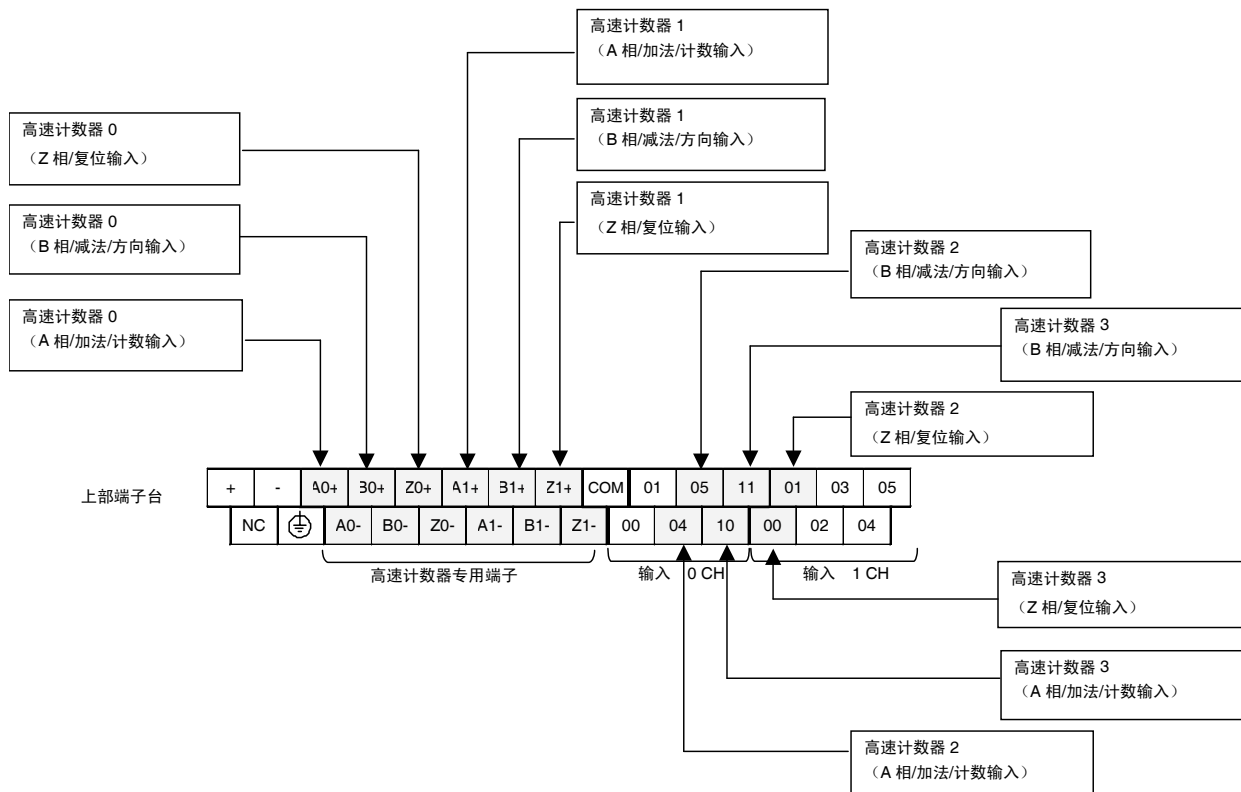 高速计数器 1
（A 相/加法/计数输入）
高速计数器 1
（B 相/减法/方向输入）
高速计数器 0
（Z 相/复位输入）
高速计数器 1
（Z 相/复位输入）
高速计数器 0
（B 相/减法/方向输入）
高速计数器 2
（B 相/减法/方向输入）
高速计数器 0
（A 相/加法/计数输入）
高速计数器 3
（B 相/减法/方向输入）
高速计数器 2
（Z 相/复位输入）
上部端子台
+ - A0+ B0+ Z0+ A1+ B1+ Z1+ COM 01 05 11 01 03 05
NC A0- B0- Z0- A1- B1- Z1- 00 04 10 00 02 04
高速计数器专用端子
输入 0 CH
输入 1 CH
高速计数器 3
（Z 相/复位输入）
高速计数器 3
（A 相/加法/计数输入）
高速计数器 2
（A 相/加法/计数输入）